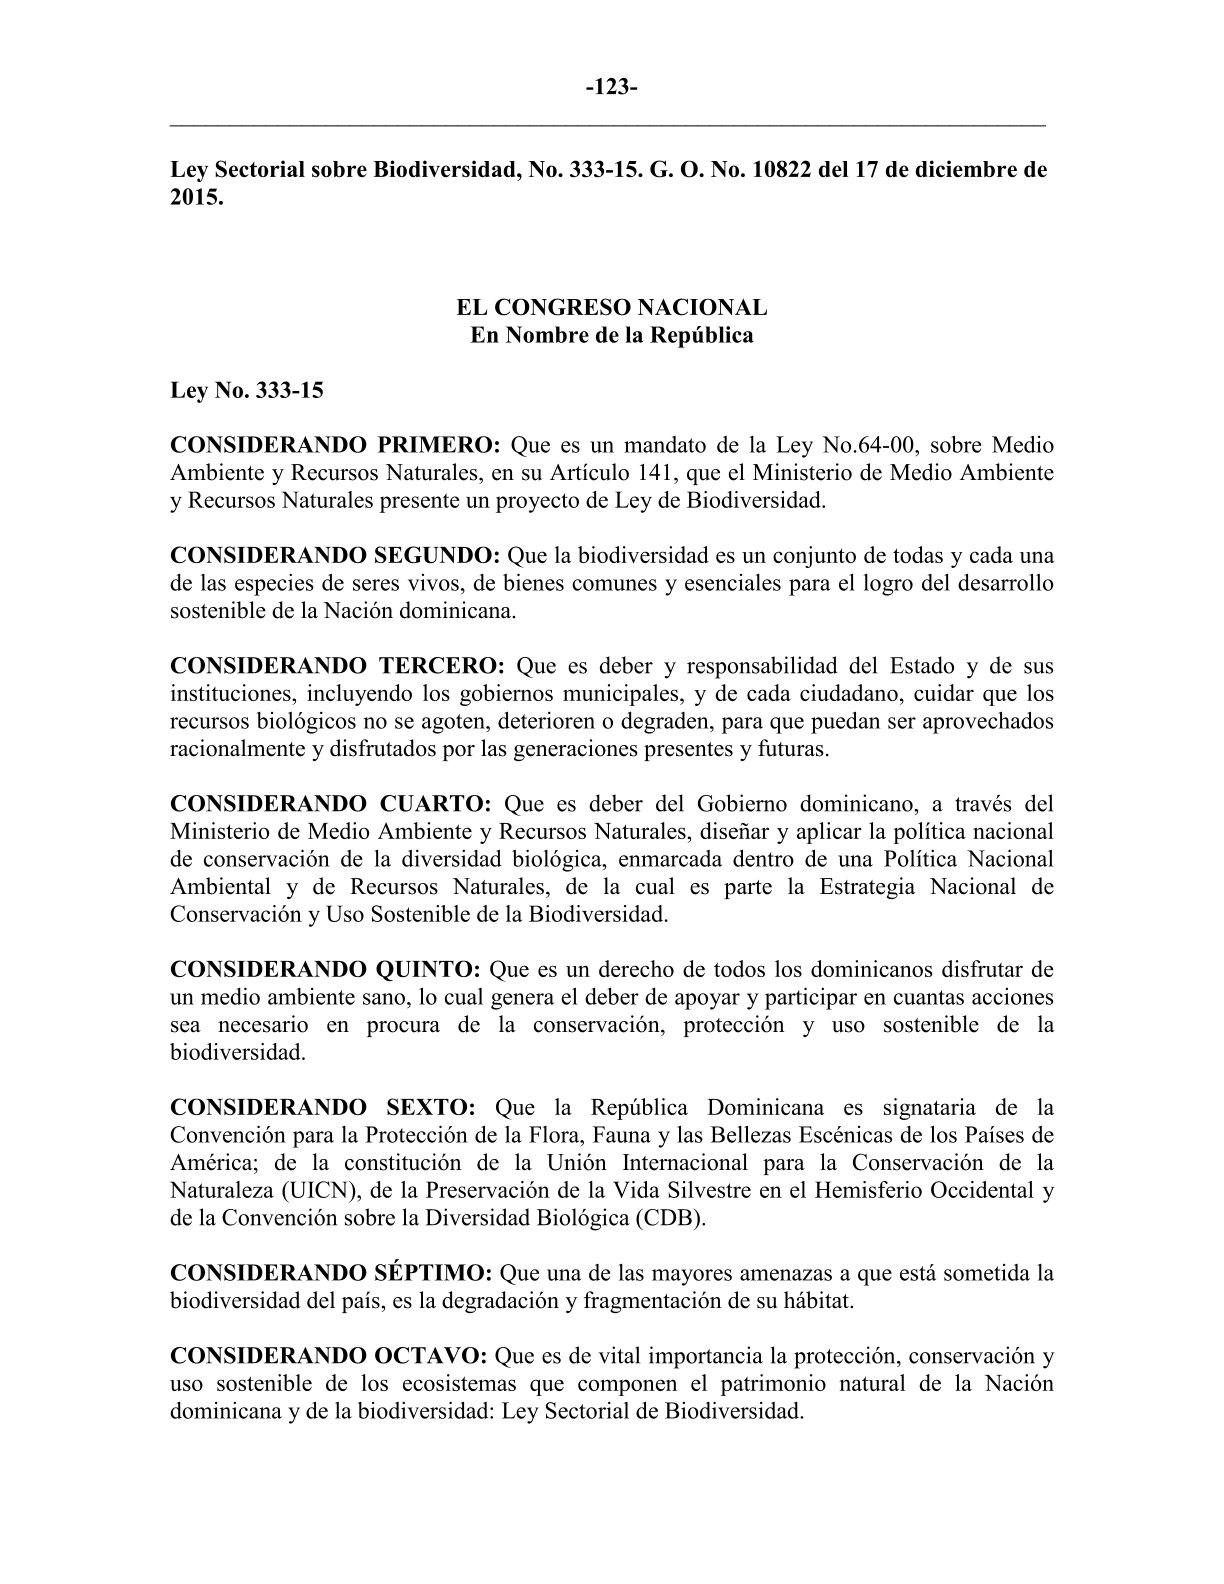 -123-
Ley Sectorial sobre Biodiversidad, No. 333-15. G. O. No. 10822 del 17 de diciembre de
2015.
EL CONGRESO NACIONAL
En Nombre de la República
Ley No. 333-15
CONSIDERANDO PRIMERO: Que es un mandato de la Ley No.64-00, sobre Medio
Ambiente y Recursos Naturales, en su Artículo 141, que el Ministerio de Medio Ambiente
y Recursos Naturales presente un proyecto de Ley de Biodiversidad.
CONSIDERANDO SEGUNDO: Que la biodiversidad es un conjunto de todas y cada una
de las especies de seres vivos, de bienes comunes y esenciales para el logro del desarrollo
sostenible de la Nación dominicana.
CONSIDERANDO TERCERO: Que es deber y responsabilidad del Estado y de sus
instituciones, incluyendo los gobiernos municipales, y de cada ciudadano, cuidar que los
recursos biológicos no se agoten, deterioren o degraden, para que puedan ser aprovechados
racionalmente y disfrutados por las generaciones presentes y futuras.
CONSIDERANDO CUARTO: Que es deber del Gobierno dominicano, a través del
Ministerio de Medio Ambiente y Recursos Naturales, diseñar y aplicar la política nacional
de conservación de la diversidad biológica, enmarcada dentro de una Política Nacional
Ambiental y de Recursos Naturales, de la cual es parte la Estrategia Nacional de
Conservación y Uso Sostenible de la Biodiversidad.
CONSIDERANDO QUINTO: Que es un derecho de todos los dominicanos disfrutar de
un medio ambiente sano, lo cual genera el deber de apoyar y participar en cuantas acciones
sea necesario en procura de la conservación, protección y uso sostenible de la
biodiversidad.
CONSIDERANDO SEXTO: Que la República Dominicana es signataria de la
Convención para la Protección de la Flora, Fauna y las Bellezas Escénicas de los Países de
América; de la constitución de la Unión Internacional para la Conservación de la
Naturaleza (UICN), de la Preservación de la Vida Silvestre en el Hemisferio Occidental y
de la Convención sobre la Diversidad Biológica (CDB).
CONSIDERANDO SÉPTIMO: Que una de las mayores amenazas a que está sometida la
biodiversidad del país, es la degradación y fragmentación de su hábitat.
CONSIDERANDO OCTAVO: Que es de vital importancia la protección, conservación y
uso sostenible de los ecosistemas que componen el patrimonio natural de la Nación
dominicana y de la biodiversidad: Ley Sectorial de Biodiversidad.